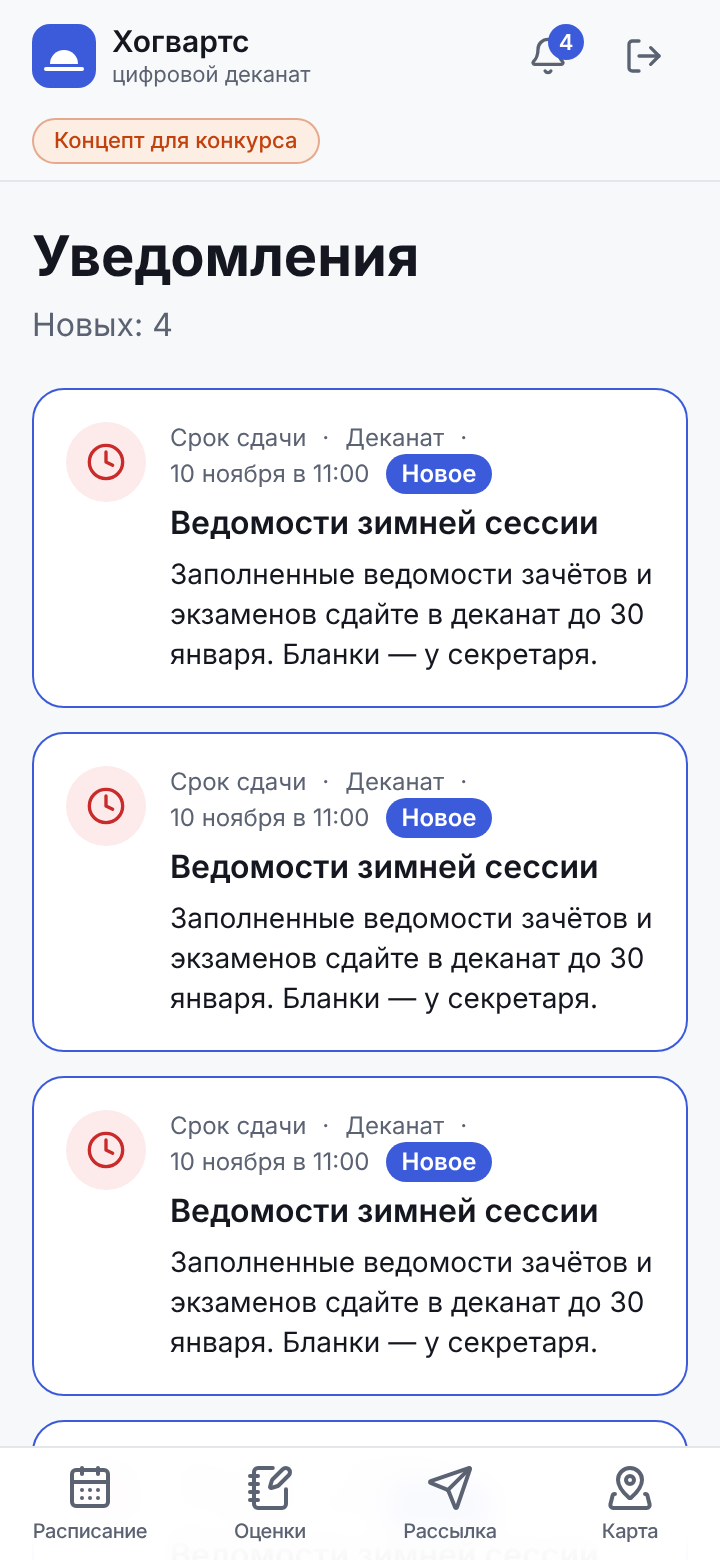 Хогвартс
цифровой деканат
4
Концепт для конкурса
Уведомления
Новых: 4
Срок сдачи · Деканат ·
10 ноября в 11:00 Новое
Ведомости зимней сессии
Заполненные ведомости зачётов и
экзаменов сдайте в деканат до 30
января. Бланки — у секретаря.
Срок сдачи · Деканат ·
10 ноября в 11:00 Новое
Ведомости зимней сессии
Заполненные ведомости зачётов и
экзаменов сдайте в деканат до 30
января. Бланки — у секретаря.
Срок сдачи · Деканат ·
10 ноября в 11:00 Новое
Ведомости зимней сессии
Заполненные ведомости зачётов и
экзаменов сдайте в деканат до 30
января. Бланки — у секретаря.
Расписание Оценки Рассылка Карта